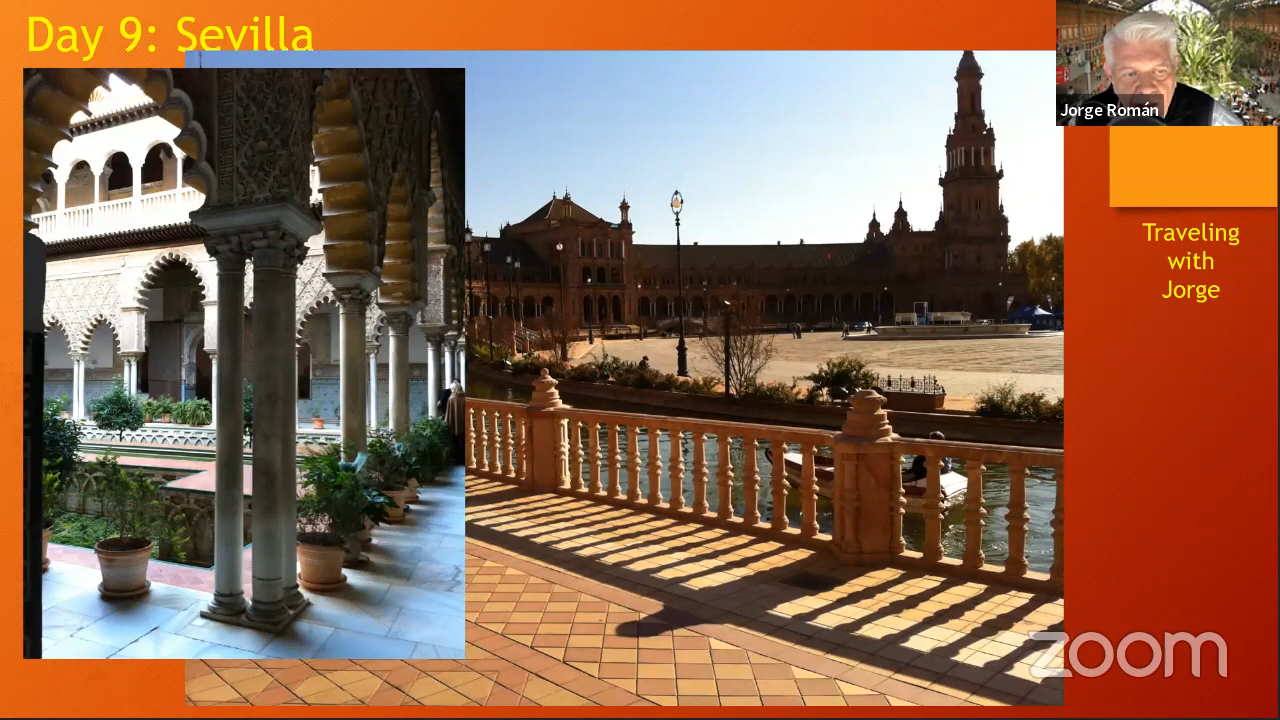 Day 9: Sevilla
Jorge Román
Traveling
with
Jorge
zoom